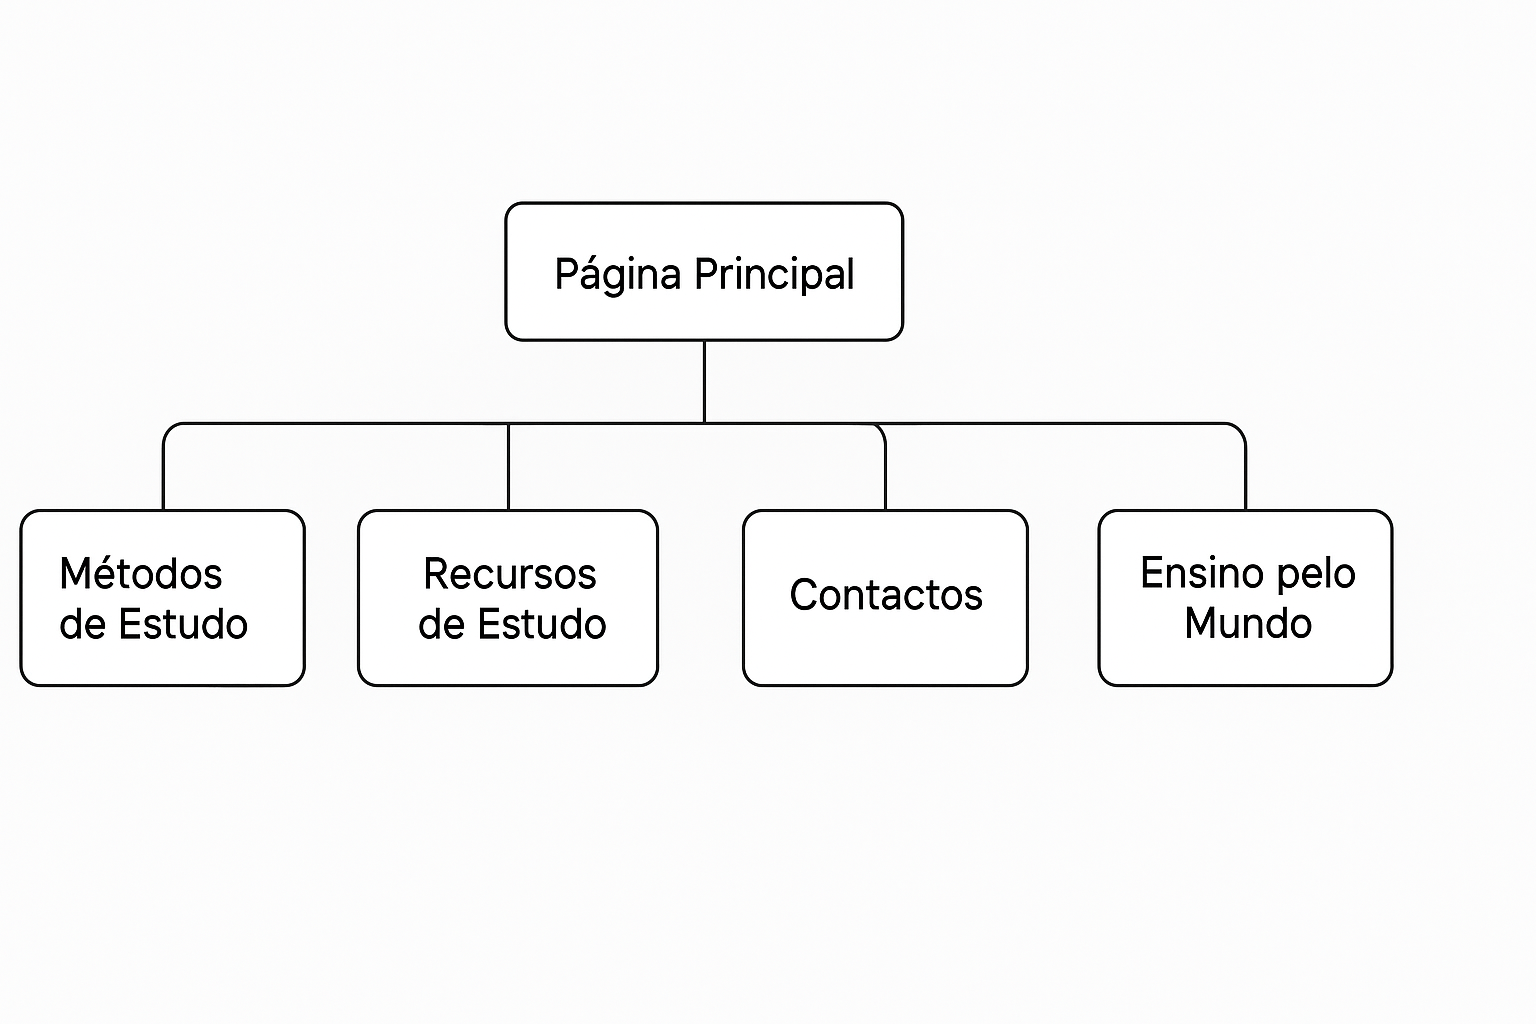 Página Principal
Métodos
de Estudo
Recursos
de Estudo
Contactos
Ensino pelo
Mundo